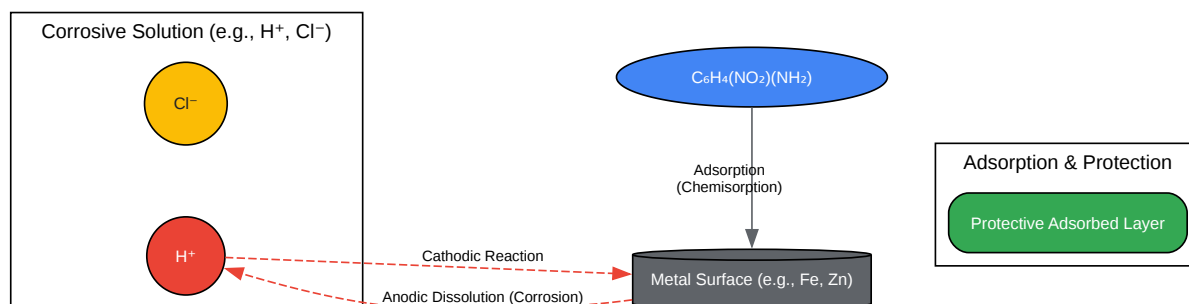 Corrosive Solution (e.g., H⁺, Cl⁻)
Cl⁻
C₆H₄(NO₂)(NH₂)
Adsorption & Protection
Adsorption
(Chemisorption)
Protective Adsorbed Layer
H⁺
Cathodic Reaction
Metal Surface (e.g., Fe, Zn)
Anodic Dissolution (Corrosion)